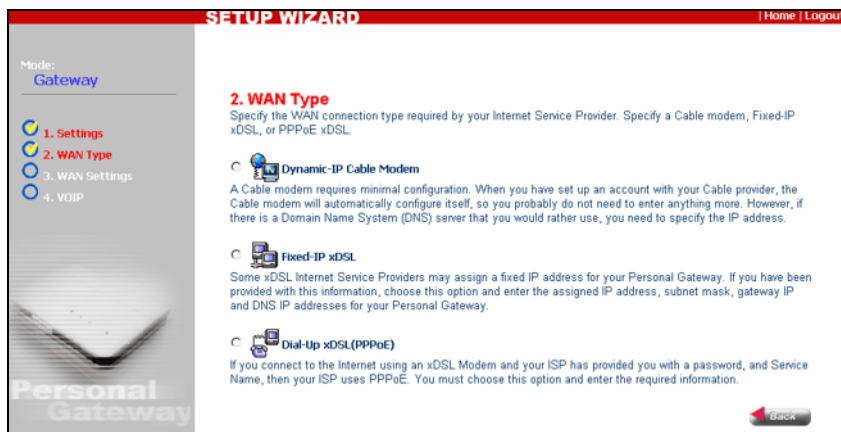 SETUP WIZARD
| Home | Logout
Mode:
Gateway
1. Settings
2. WAN Type
3. WAN Settings
4. VOIP
Personal
Gateway
2. WAN Type
Specify the WAN connection type required by your Internet Service Provider. Specify a Cable modem, Fixed-IP
xDSL, or PPPoE xDSL.
Dynamic-IP Cable Modem
A Cable modem requires minimal configuration. When you have set up an account with your Cable provider, the
Cable modem will automatically configure itself, so you probably do not need to enter anything more. However, if
there is a Domain Name System (DNS) server that you would rather use, you need to specify the IP address.
Fixed-IP xDSL
Some xDSL Internet Service Providers may assign a fixed IP address for your Personal Gateway. If you have been
provided with this information, choose this option and enter the assigned IP address, subnet mask, gateway IP
and DNS IP addresses for your Personal Gateway.
Dial-Up xDSL(PPPoE)
If you connect to the Internet using an xDSL Modem and your ISP has provided you with a password, and Service
Name, then your ISP uses PPPoE. You must choose this option and enter the required information.
Back